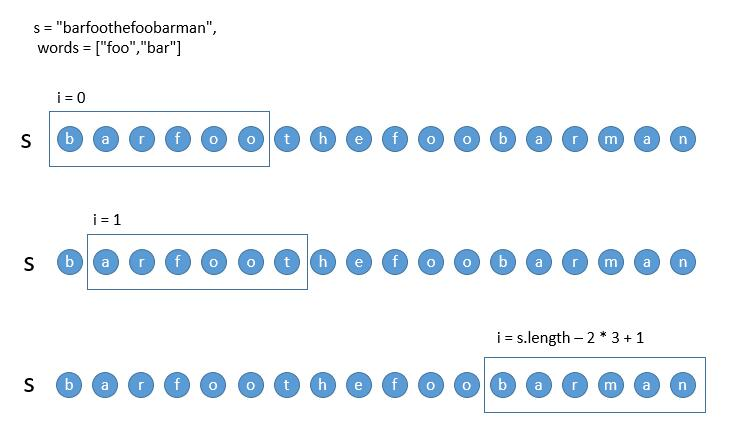 s = "barfoothefoobarman",
words = ["foo","bar"]
i = 0
S b a r f o o t h e f o o b a r m a n
i = 1
S b a r f o o t h e f o o b a r m a n
i = s.length – 2 * 3 + 1
S b a r f o o t h e f o o b a r m a n